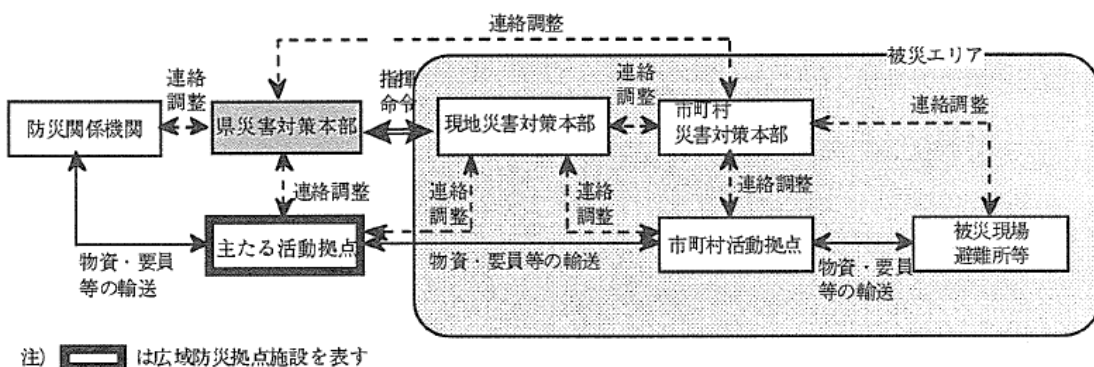 連絡調整
被災エリア
連絡
調整
指揮
命令
連絡
調整
連絡調整
防災関係機関
県災害対策本部
現地災害対策本部
市町村
災害対策本部
連絡調整
連絡
調整
連絡
調整
連絡調整
主たる活動拠点
市町村活動拠点
被災現場
避難所等
物資・要員
等の輸送
物資・要員等の輸送
物資・要員
等の輸送
注) は広域防災拠点施設を表す